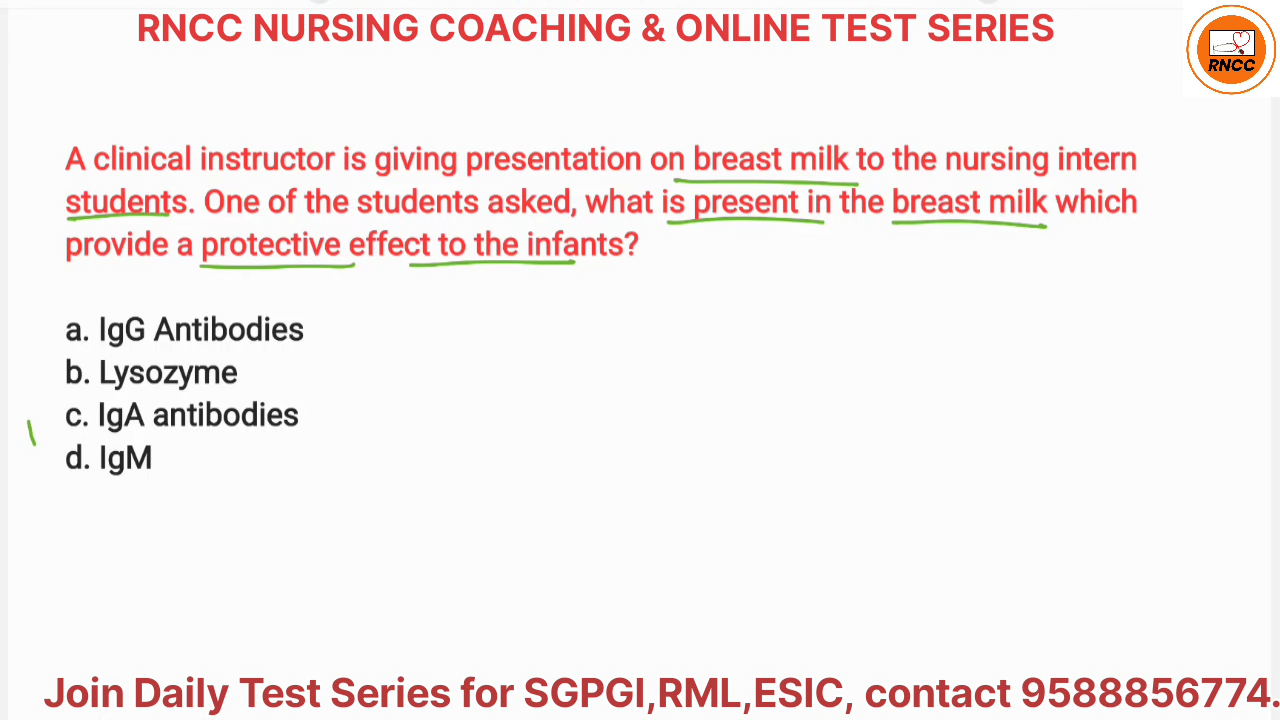 RNCC NURSING COACHING & ONLINE TEST SERIES
RNCC
A clinical instructor is giving presentation on breast milk to the nursing intern
students. One of the students asked, what is present in the breast milk which
provide a protective effect to the infants?
a. IgG Antibodies
b. Lysozyme
c. IgA antibodies
d. IgM
Join Daily Test Series for SGPGI,RML,ESIC, contact 9588856774.